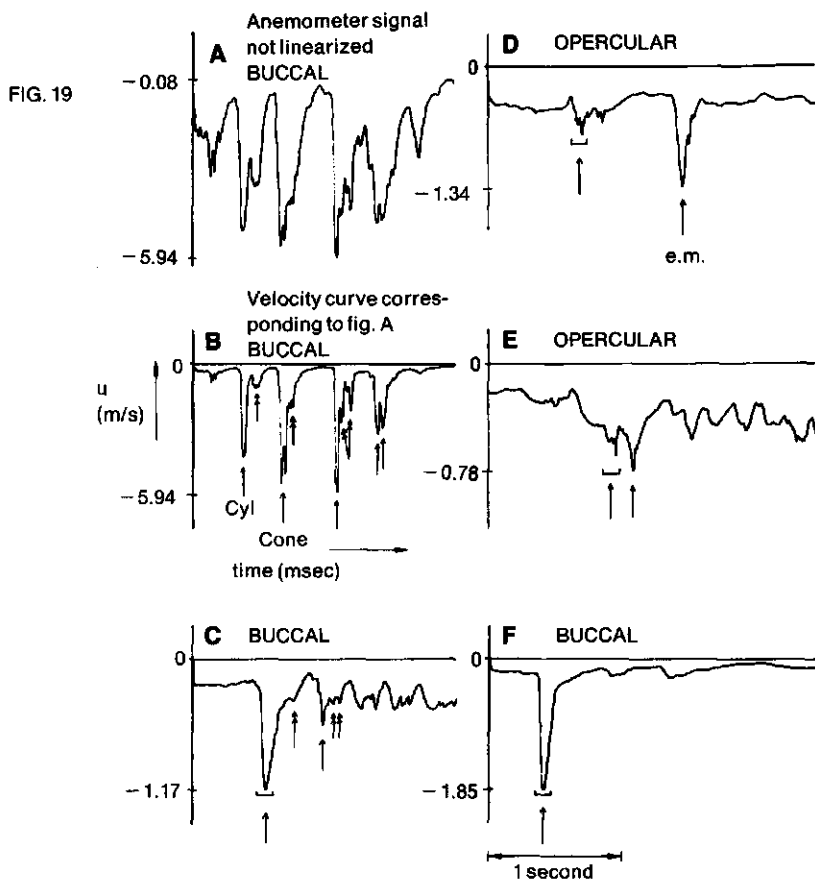 FIG. 19
A
Anemometer signal
not linearized
BUCCAL
−0.08
−5.94
D OPERCULAR
0
−1.34
e.m.
B
Velocity curve corres-
ponding to fig. A
BUCCAL
0
u
(m/s)
−5.94
Cyl
Cone
time (msec)
E OPERCULAR
0
−0.78
C BUCCAL
0
−1.17
F BUCCAL
0
−1.85
1 second